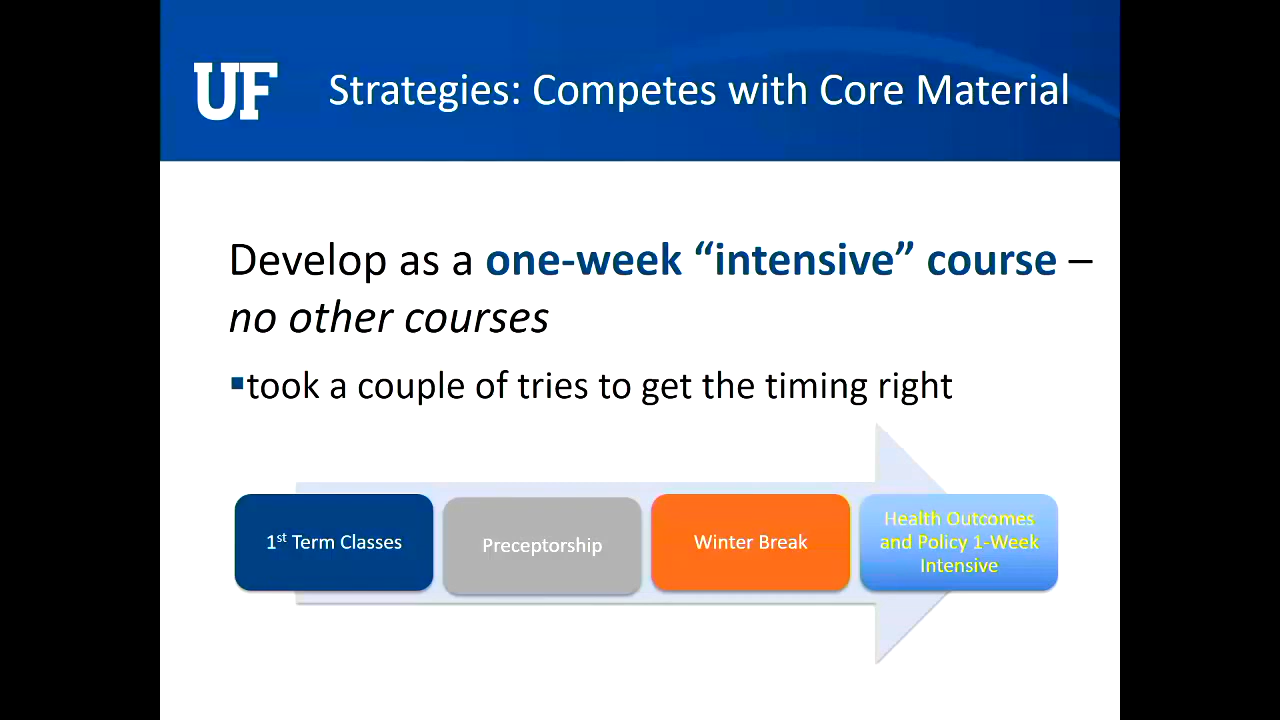 UF
Strategies: Competes with Core Material
Develop as a one-week “intensive” course –
no other courses
▪took a couple of tries to get the timing right
1st Term Classes
Preceptorship
Winter Break
Health Outcomes
and Policy 1-Week
Intensive